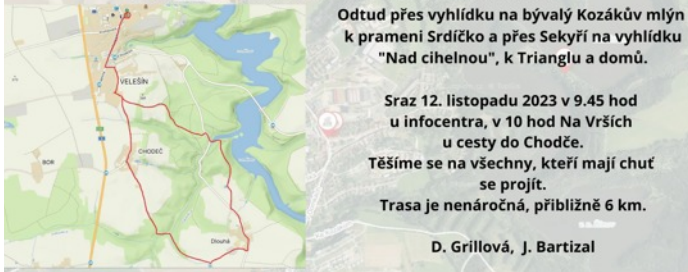 VELEŠÍN
CHODEČ
BOR
Dlouhá
Odtud přes vyhlídku na bývalý Kozákův mlýn
k prameni Srdíčko a přes Sekyří na vyhlídku
"Nad cihelnou", k Trianglu a domů.
Sraz 12. listopadu 2023 v 9.45 hod
u infocentra, v 10 hod Na Vrších
u cesty do Chodče.
Těšíme se na všechny, kteří mají chuť
se projít.
Trasa je nenáročná, přibližně 6 km.
D. Grillová, J. Bartizal